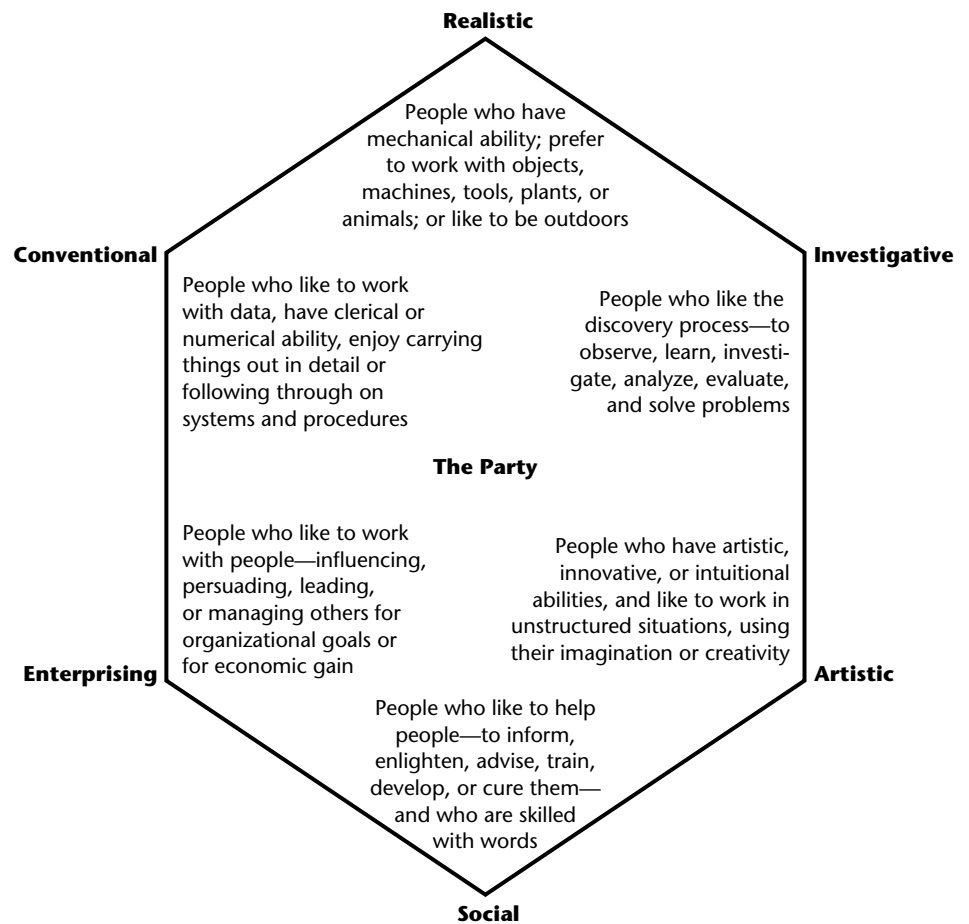 Realistic
People who have
mechanical ability; prefer
to work with objects,
machines, tools, plants, or
animals; or like to be outdoors
Conventional
Investigative
People who like to work
with data, have clerical or
numerical ability, enjoy carrying
things out in detail or
following through on
systems and procedures
People who like the
discovery process—to
observe, learn, investi-
gate, analyze, evaluate,
and solve problems
The Party
People who like to work
with people—influencing,
persuading, leading,
or managing others for
organizational goals or
for economic gain
People who have artistic,
innovative, or intuitional
abilities, and like to work in
unstructured situations, using
their imagination or creativity
Enterprising
Artistic
People who like to help
people—to inform,
enlighten, advise, train,
develop, or cure them—
and who are skilled
with words
Social